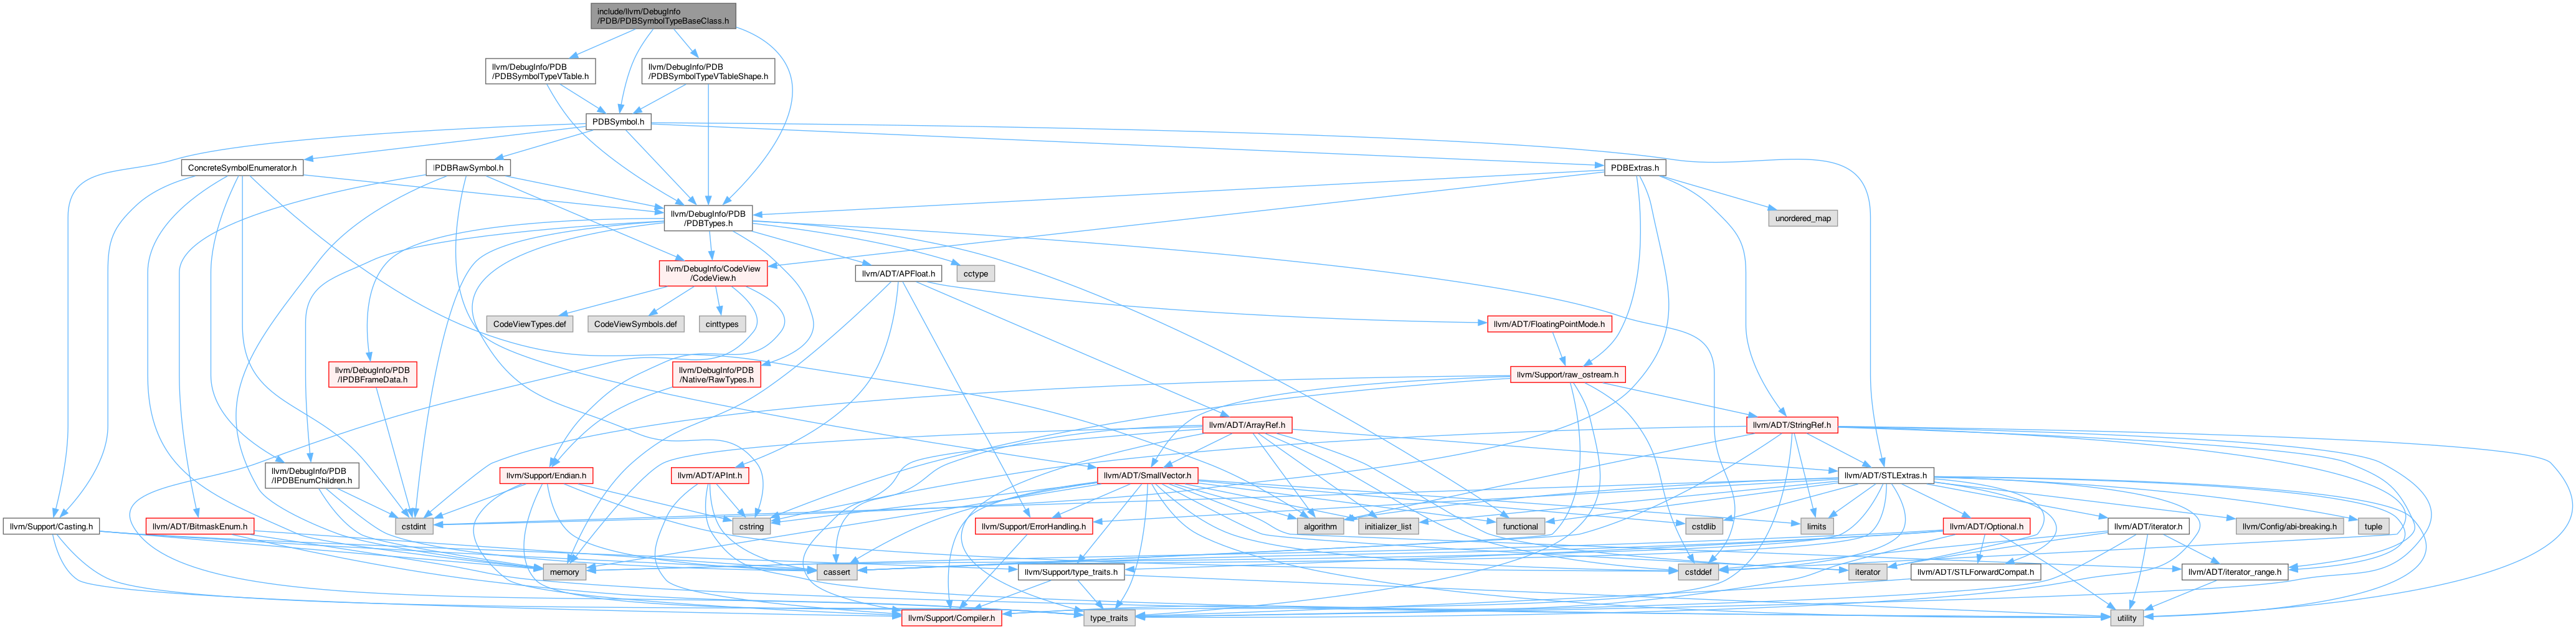 include/llvm/DebugInfo
/PDB/PDBSymbolTypeBaseClass.h
llvm/DebugInfo/PDB
/PDBSymbolTypeVTable.h
llvm/DebugInfo/PDB
/PDBSymbolTypeVTableShape.h
PDBSymbol.h
ConcreteSymbolEnumerator.h
IPDBRawSymbol.h
PDBExtras.h
llvm/DebugInfo/PDB
/PDBTypes.h
unordered_map
llvm/DebugInfo/CodeView
/CodeView.h
llvm/ADT/APFloat.h
cctype
CodeViewTypes.def
CodeViewSymbols.def
cinttypes
llvm/ADT/FloatingPointMode.h
llvm/DebugInfo/PDB
/IPDBFrameData.h
llvm/DebugInfo/PDB
/Native/RawTypes.h
llvm/Support/raw_ostream.h
llvm/ADT/ArrayRef.h
llvm/ADT/StringRef.h
llvm/DebugInfo/PDB
/IPDBEnumChildren.h
llvm/Support/Endian.h
llvm/ADT/APInt.h
llvm/ADT/SmallVector.h
llvm/ADT/STLExtras.h
llvm/Support/Casting.h
llvm/ADT/BitmaskEnum.h
cstdint
cstring
llvm/Support/ErrorHandling.h
algorithm
initializer_list
functional
cstdlib
limits
llvm/ADT/Optional.h
llvm/ADT/iterator.h
llvm/Config/abi-breaking.h
tuple
memory
cassert
llvm/Support/type_traits.h
cstddef
iterator
llvm/ADT/STLForwardCompat.h
llvm/ADT/iterator_range.h
llvm/Support/Compiler.h
type_traits
utility